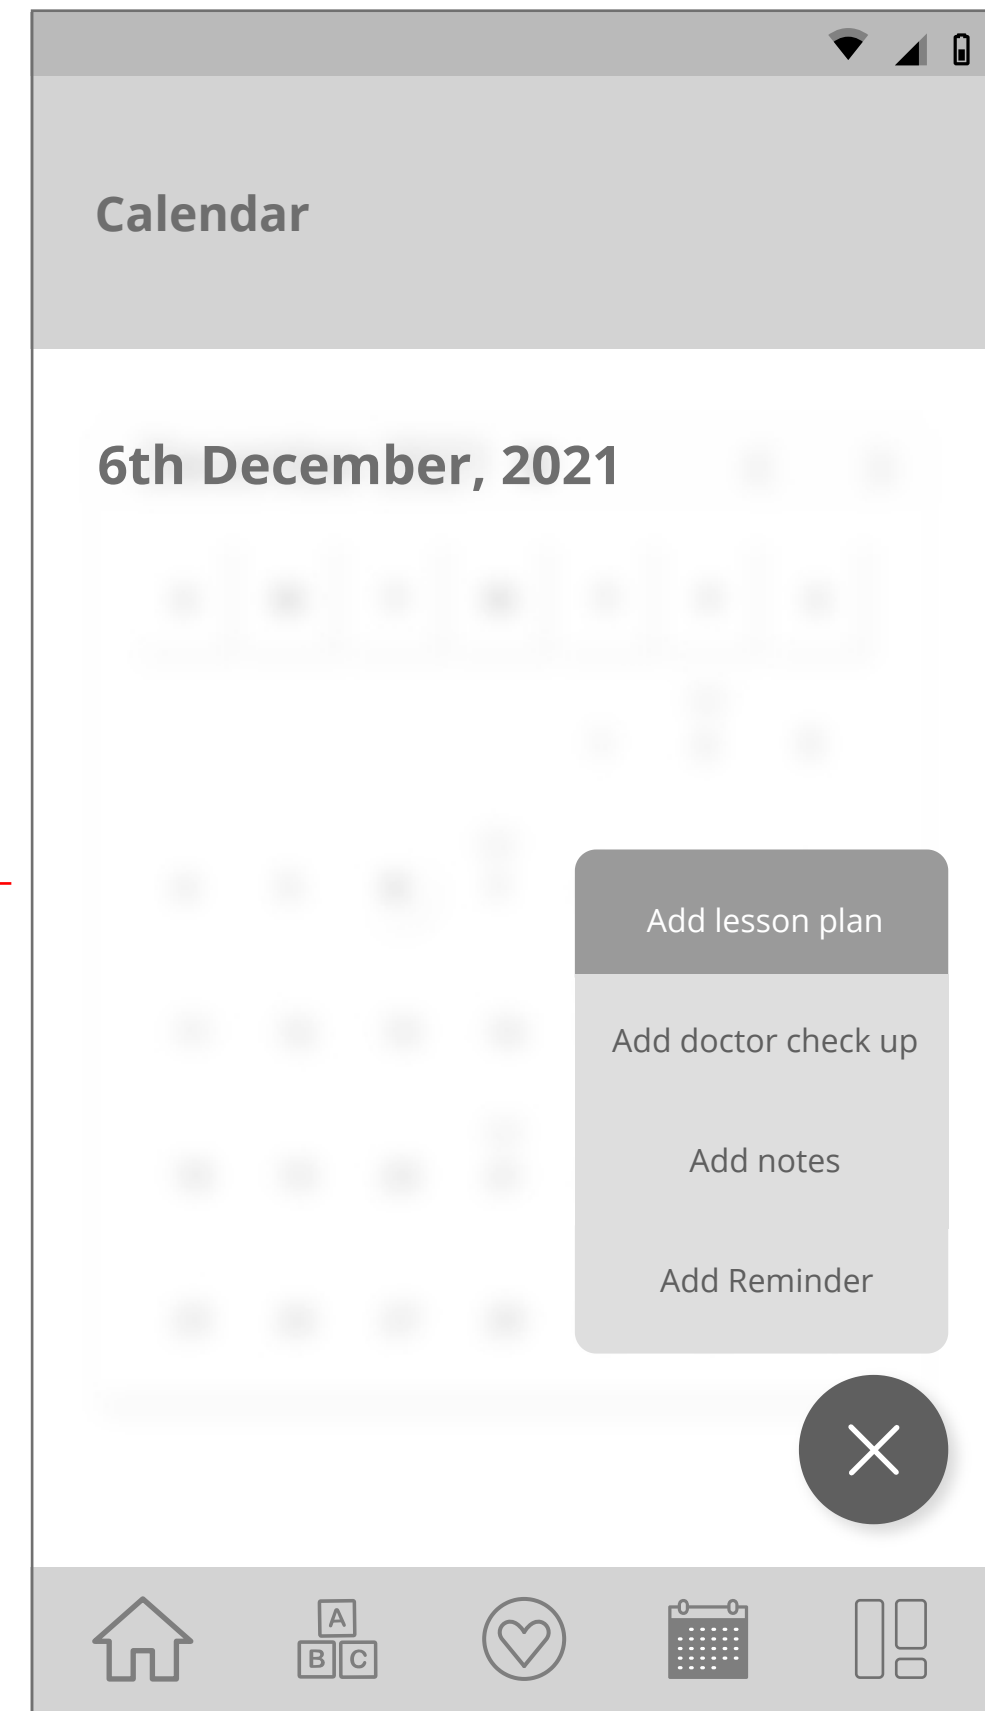 Calendar
6th December, 2021
Add lesson plan
Add doctor check up
Add notes
Add Reminder
A
B C